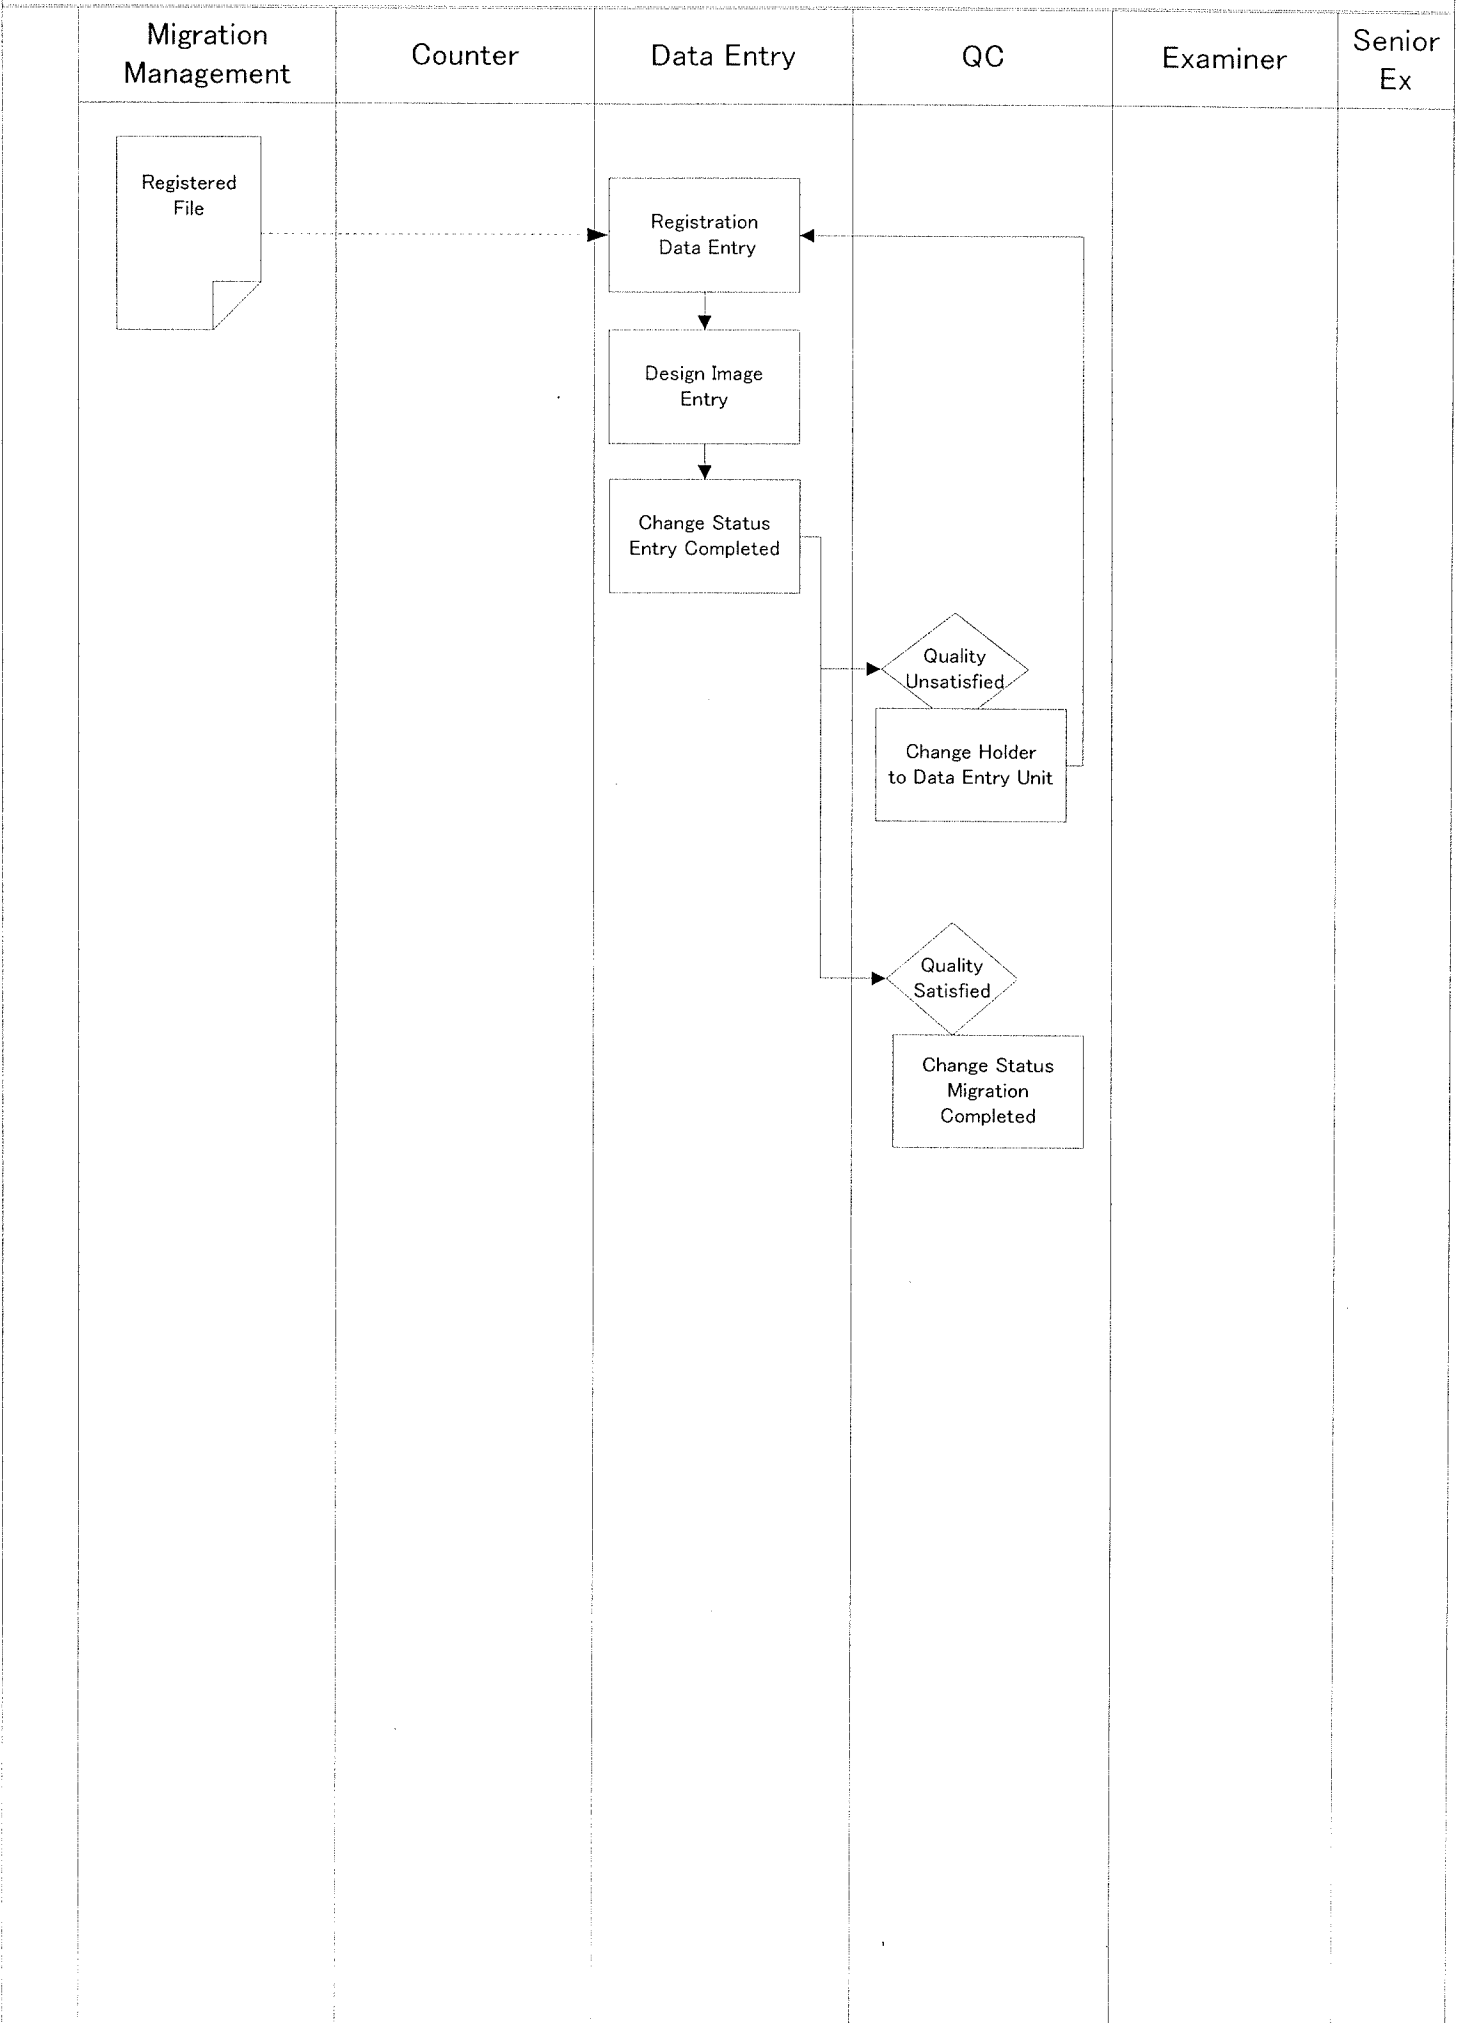 Migration
Management
Counter
Data Entry
QC
Examiner
Senior
Ex
Registered
File
Registration
Data Entry
Design Image
Entry
Change Status
Entry Completed
Quality
Unsatisfied
Change Holder
to Data Entry Unit
Quality
Satisfied
Change Status
Migration
Completed